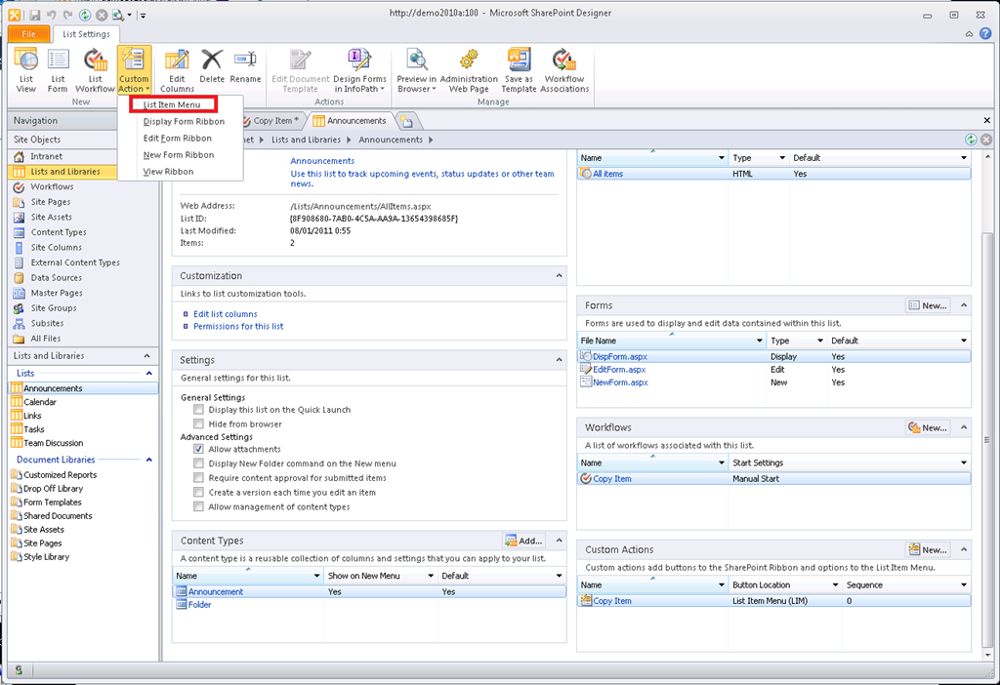 http://demo2010a:100 - Microsoft SharePoint Designer
File
List Settings
List View
List Form
List Workflow
Custom Action
Edit Columns
Delete
Rename
Edit Document Template
Design Forms in InfoPath
Preview in Browser
Administration Web Page
Save as Template
Workflow Associations
New
Actions
Manage
List Item Menu
Display Form Ribbon
Edit Form Ribbon
New Form Ribbon
View Ribbon
Navigation
Copy Item *
Announcements
Site Objects
net
Lists and Libraries
Announcements
Intranet
Lists and Libraries
Workflows
Site Pages
Site Assets
Content Types
Site Columns
External Content Types
Data Sources
Master Pages
Site Groups
Subsites
All Files
Lists and Libraries
Lists
Announcements
Calendar
Links
Tasks
Team Discussion
Document Libraries
Customized Reports
Drop Off Library
Form Templates
Shared Documents
Site Assets
Site Pages
Style Library
Announcements
Use this list to track upcoming events, status updates or other team
news.
Web Address: /Lists/Announcements/AllItems.aspx
List ID: {8F908680-7AB0-4C5A-AA9A-13654398685F}
Last Modified: 08/01/2011 0:55
Items: 2
Customization
Links to list customization tools.
Edit list columns
Permissions for this list
Settings
General settings for this list.
General Settings
Display this list on the Quick Launch
Hide from browser
Advanced Settings
Allow attachments
Display New Folder command on the New menu
Require content approval for submitted items
Create a version each time you edit an item
Allow management of content types
Content Types Add...
A content type is a reusable collection of columns and settings that you can apply to your list.
Name Show on New Menu Default
Announcement Yes Yes
Folder
Name Type Default
All items HTML Yes
Forms New...
Forms are used to display and edit data contained within this list.
File Name Type Default
DispForm.aspx Display Yes
EditForm.aspx Edit Yes
NewForm.aspx New Yes
Workflows New...
A list of workflows associated with this list.
Name Start Settings
Copy Item Manual Start
Custom Actions New...
Custom actions add buttons to the SharePoint Ribbon and options to the List Item Menu.
Name Button Location Sequence
Copy Item List Item Menu (LIM) 0